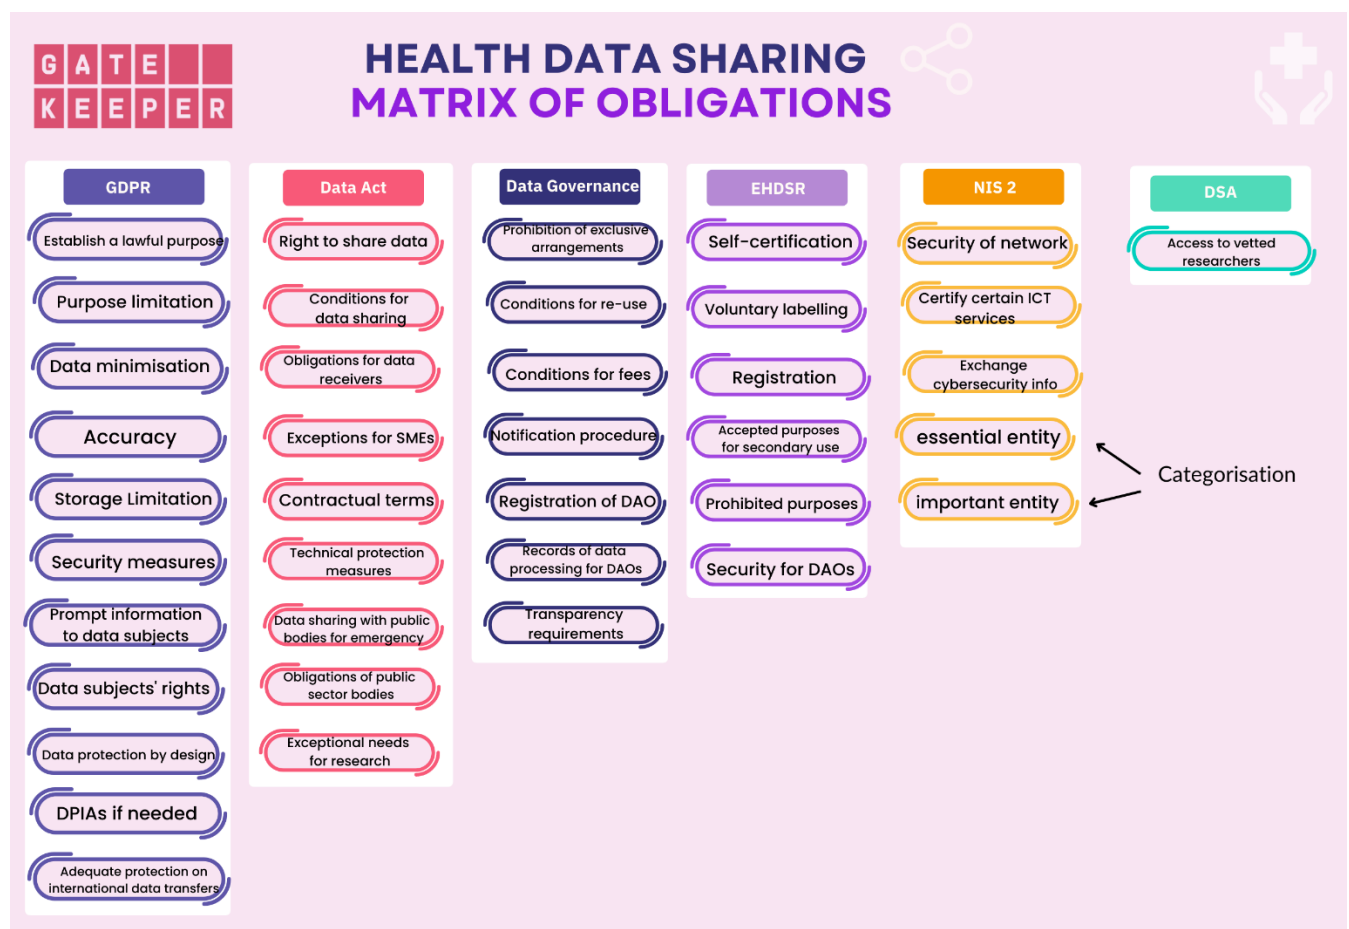 GATE
KEEPER
HEALTH DATA SHARING
MATRIX OF OBLIGATIONS
GDPR
Establish a lawful purpose
Purpose limitation
Data minimisation
Accuracy
Storage Limitation
Security measures
Prompt information
to data subjects
Data subjects' rights
Data protection by design
DPIAs if needed
Adequate protection on
international data transfers
Data Act
Right to share data
Conditions for
data sharing
Obligations for data
receivers
Exceptions for SMEs
Contractual terms
Technical protection
measures
Data sharing with public
bodies for emergency
Obligations of public
sector bodies
Exceptional needs
for research
Data Governance
Prohibition of exclusive
arrangements
Conditions for re-use
Conditions for fees
Notification procedure
Registration of DAO
Records of data
processing for DAOs
Transparency
requirements
EHDSR
Self-certification
Voluntary labelling
Registration
Accepted purposes
for secondary use
Prohibited purposes
Security for DAOs
NIS 2
Security of network
Certify certain ICT
services
Exchange
cybersecurity info
essential entity
important entity
Categorisation
DSA
Access to vetted
researchers